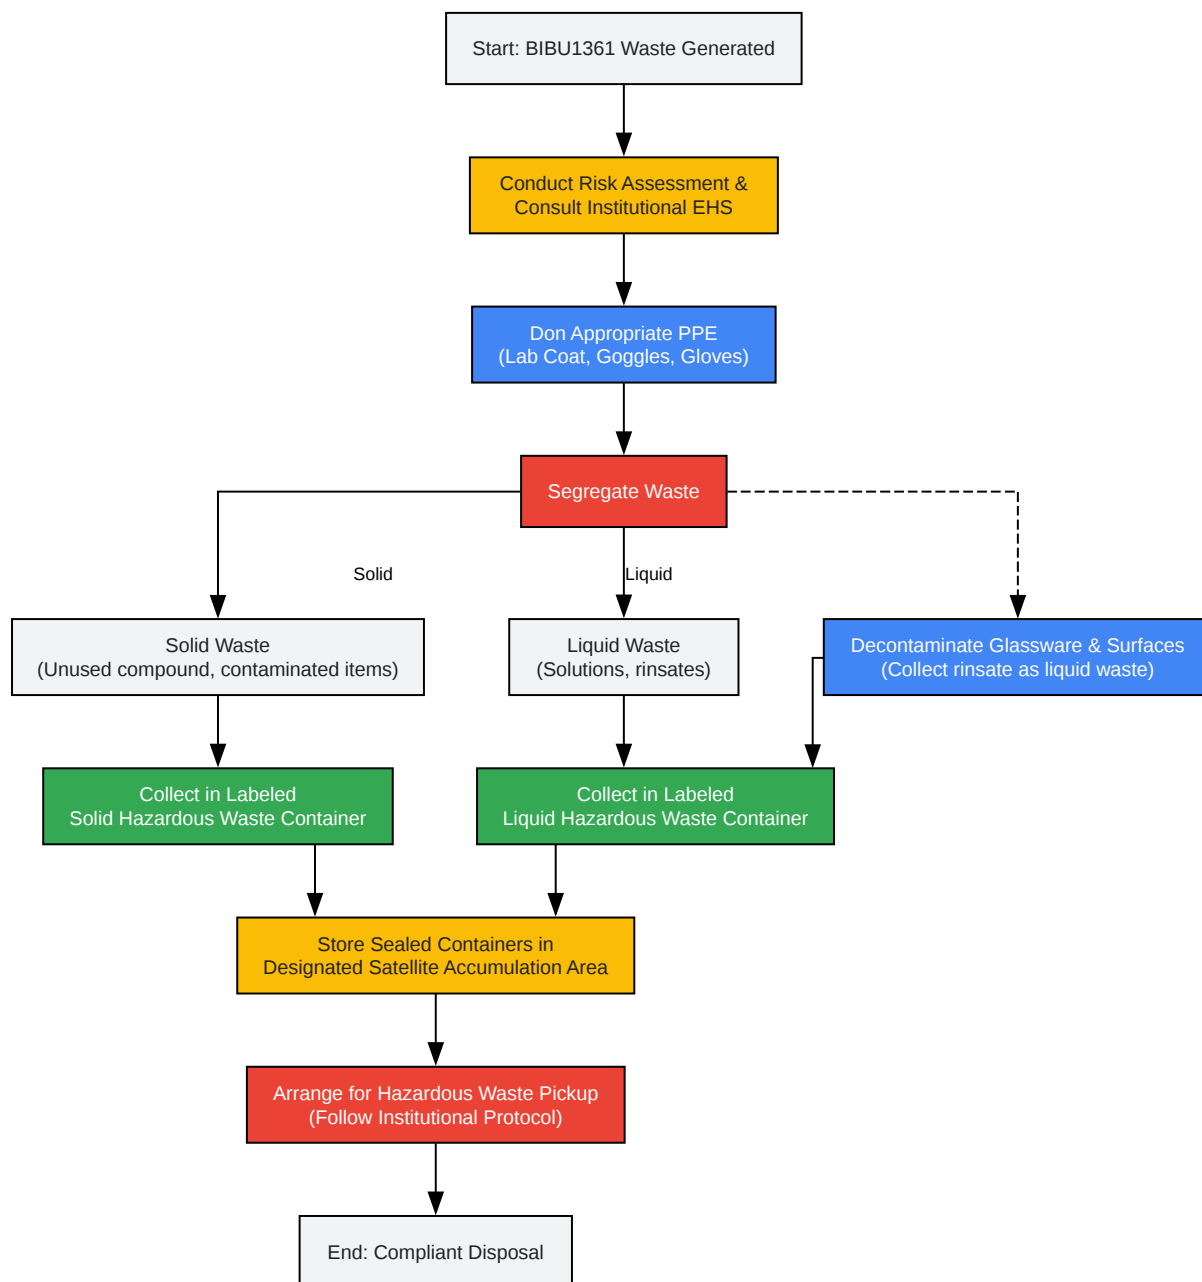 Start: BIBU1361 Waste Generated
Conduct Risk Assessment &
Consult Institutional EHS
Don Appropriate PPE
(Lab Coat, Goggles, Gloves)
Segregate Waste
Solid
Liquid
Solid Waste
(Unused compound, contaminated items)
Liquid Waste
(Solutions, rinsates)
Decontaminate Glassware & Surfaces
(Collect rinsate as liquid waste)
Collect in Labeled
Solid Hazardous Waste Container
Collect in Labeled
Liquid Hazardous Waste Container
Store Sealed Containers in
Designated Satellite Accumulation Area
Arrange for Hazardous Waste Pickup
(Follow Institutional Protocol)
End: Compliant Disposal